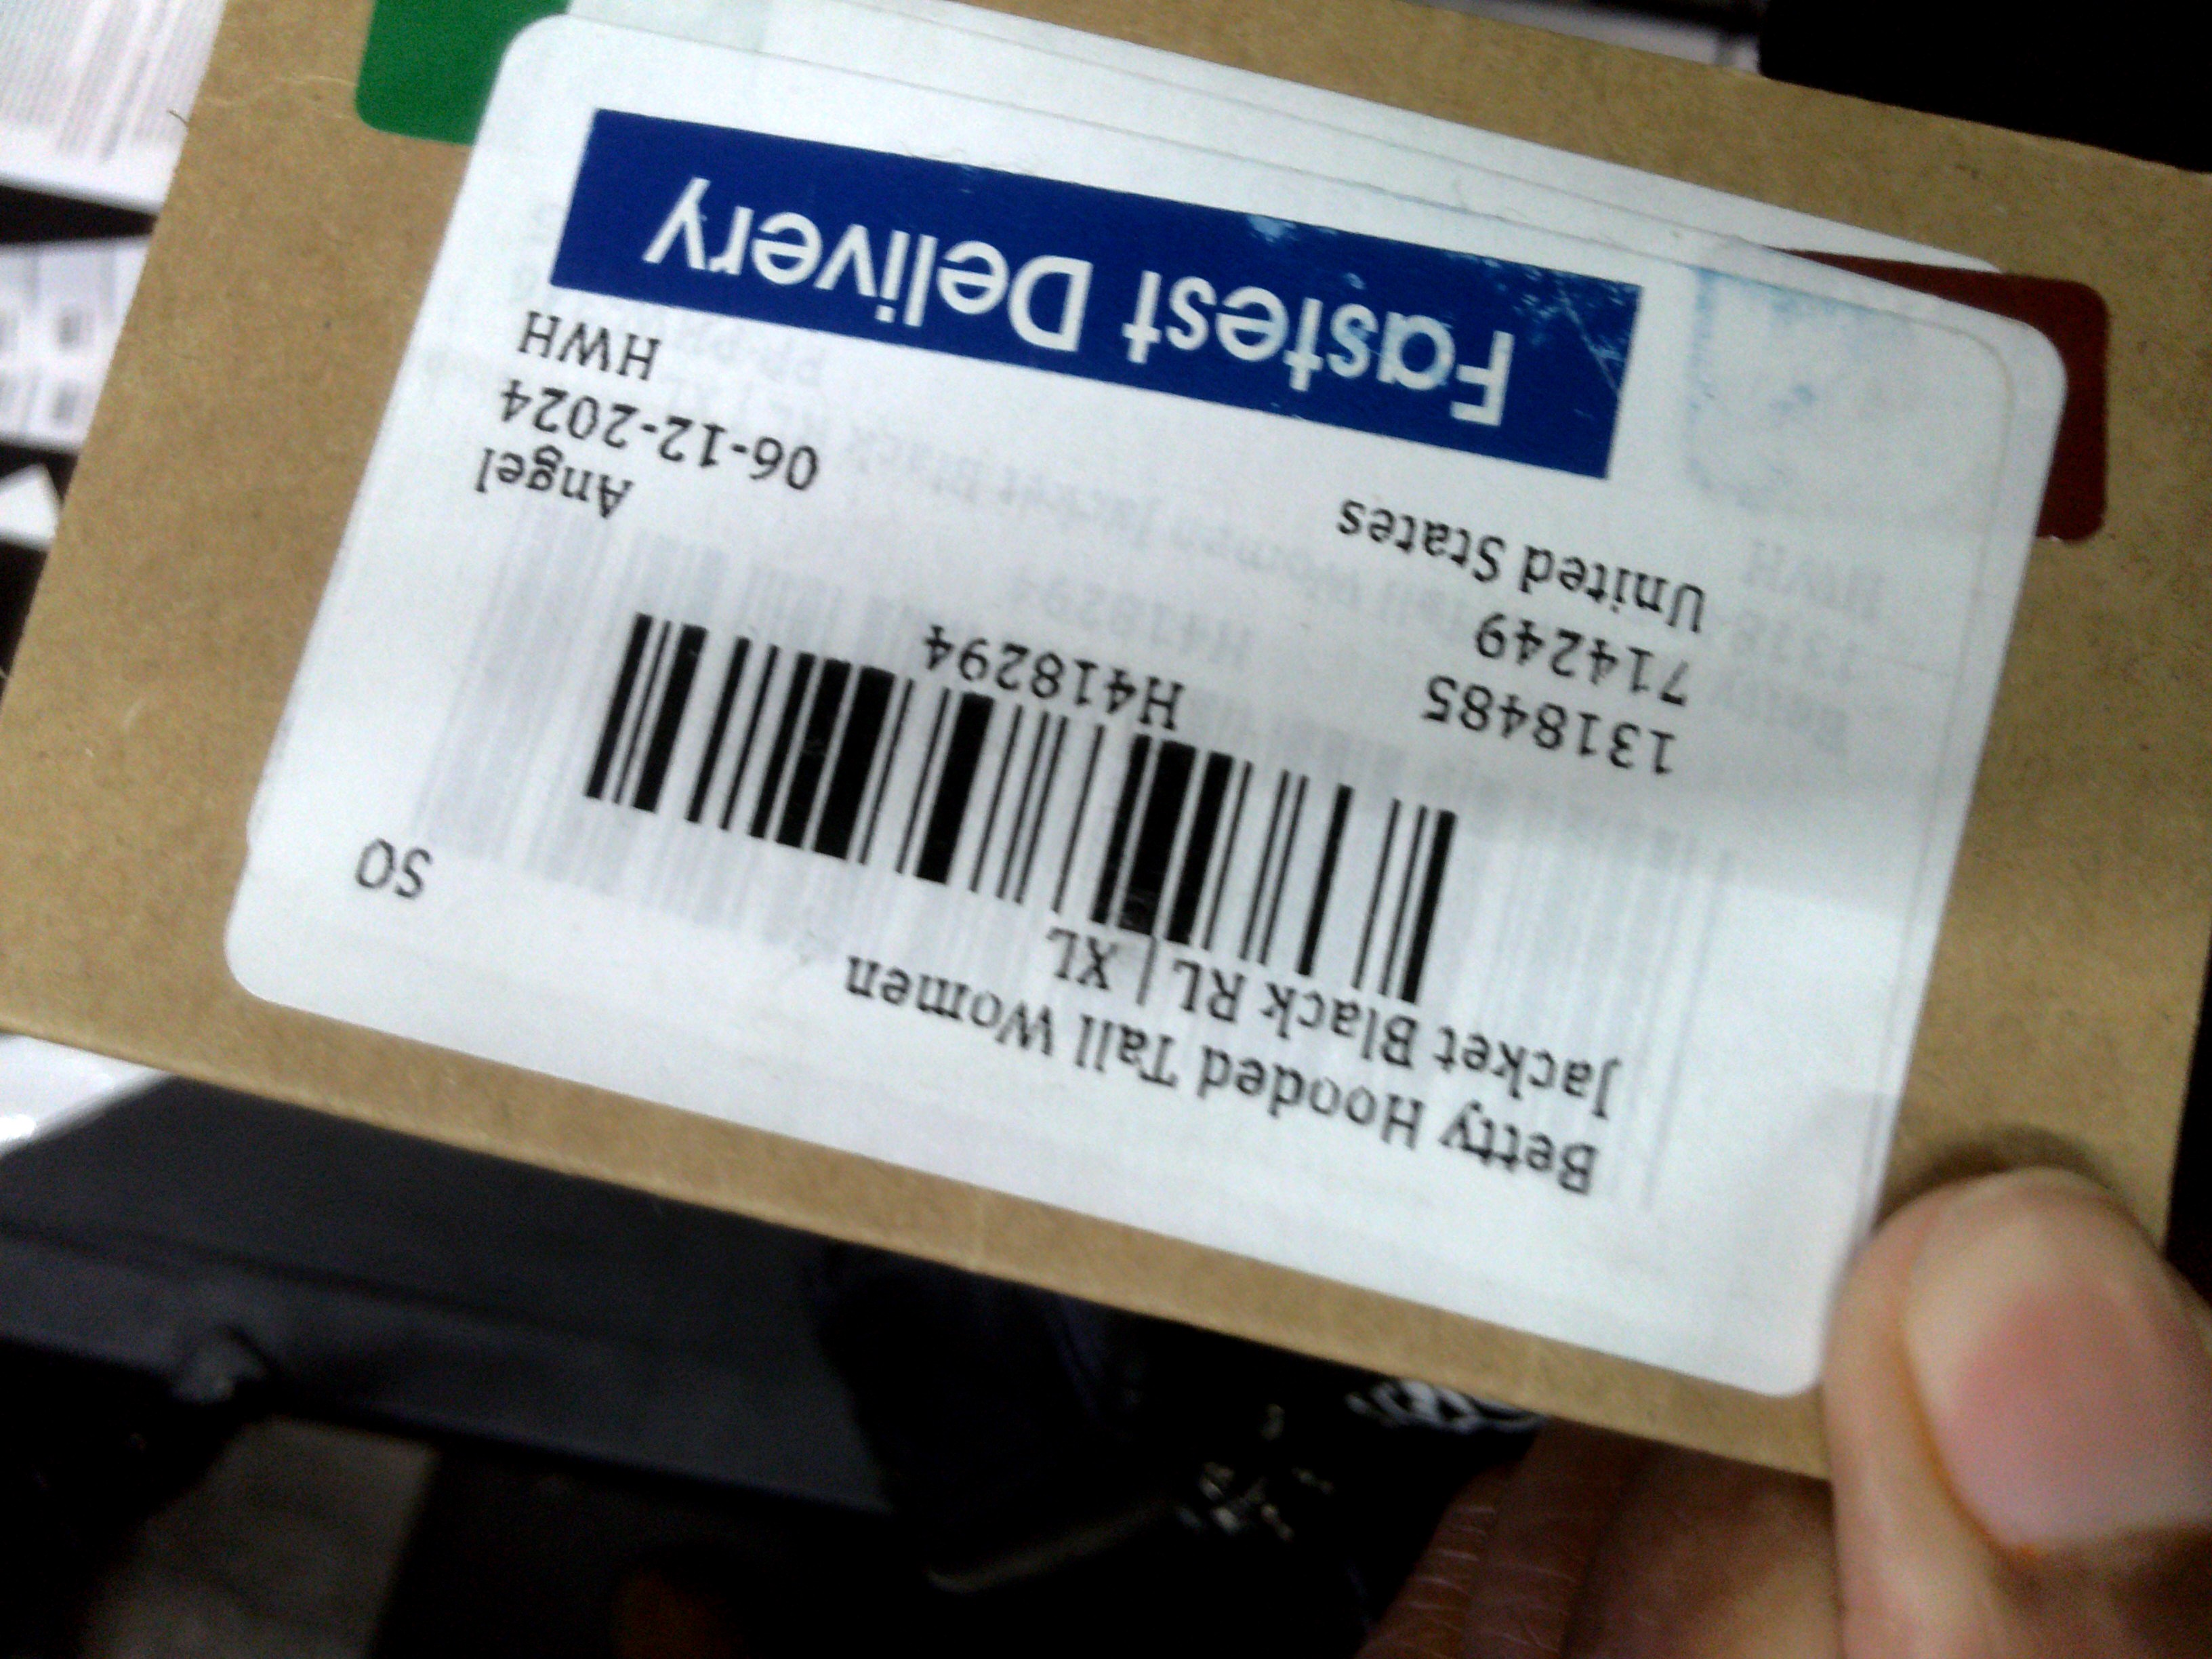 Betty Hooded Tall Women
Jacket Black RL | XL
SO
H418294
1318485
714249
United States
Angel
06-12-2024
HWH
Fastest Delivery